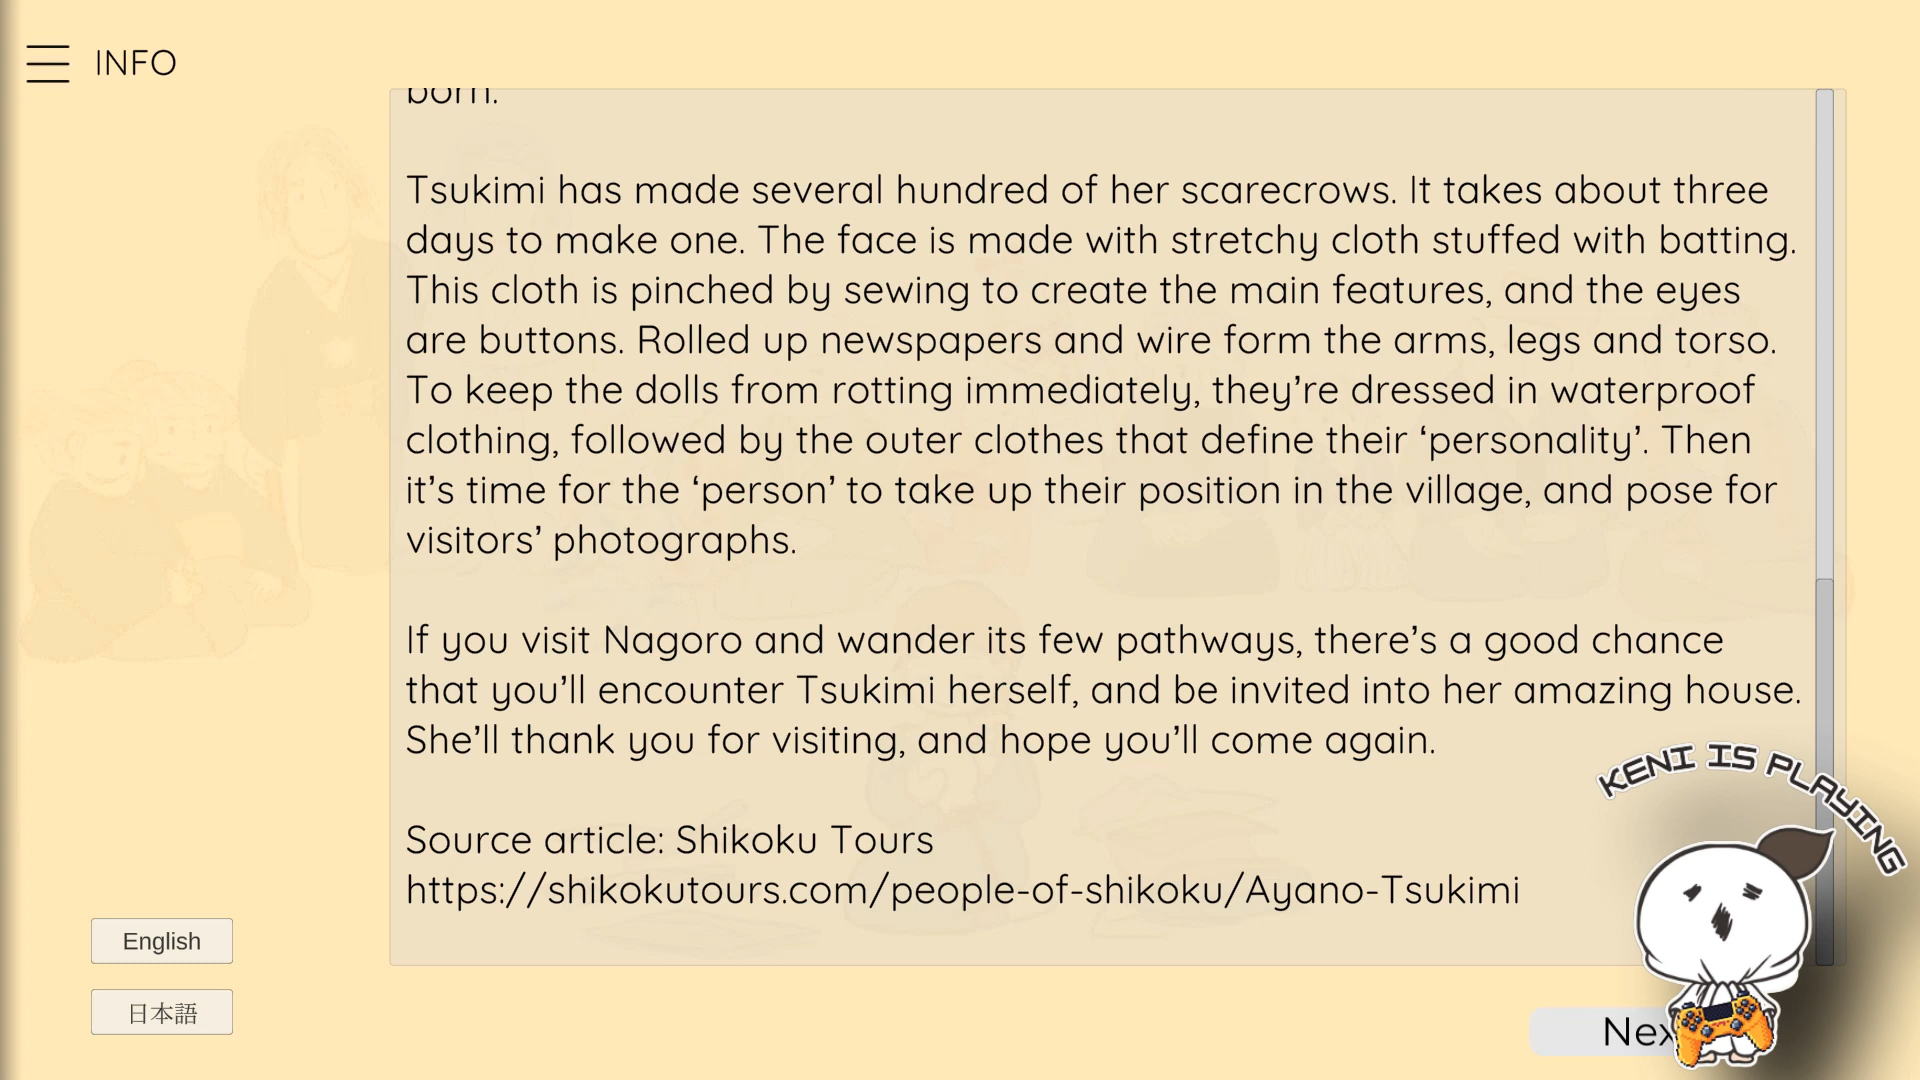 INFO
born.
Tsukimi has made several hundred of her scarecrows. It takes about three
days to make one. The face is made with stretchy cloth stuffed with batting.
This cloth is pinched by sewing to create the main features, and the eyes
are buttons. Rolled up newspapers and wire form the arms, legs and torso.
To keep the dolls from rotting immediately, they’re dressed in waterproof
clothing, followed by the outer clothes that define their ‘personality’. Then
it’s time for the ‘person’ to take up their position in the village, and pose for
visitors’ photographs.
If you visit Nagoro and wander its few pathways, there’s a good chance
that you’ll encounter Tsukimi herself, and be invited into her amazing house.
She’ll thank you for visiting, and hope you’ll come again.
Source article: Shikoku Tours
https://shikokutours.com/people-of-shikoku/Ayano-Tsukimi
KENI IS PLAYING
English
日本語